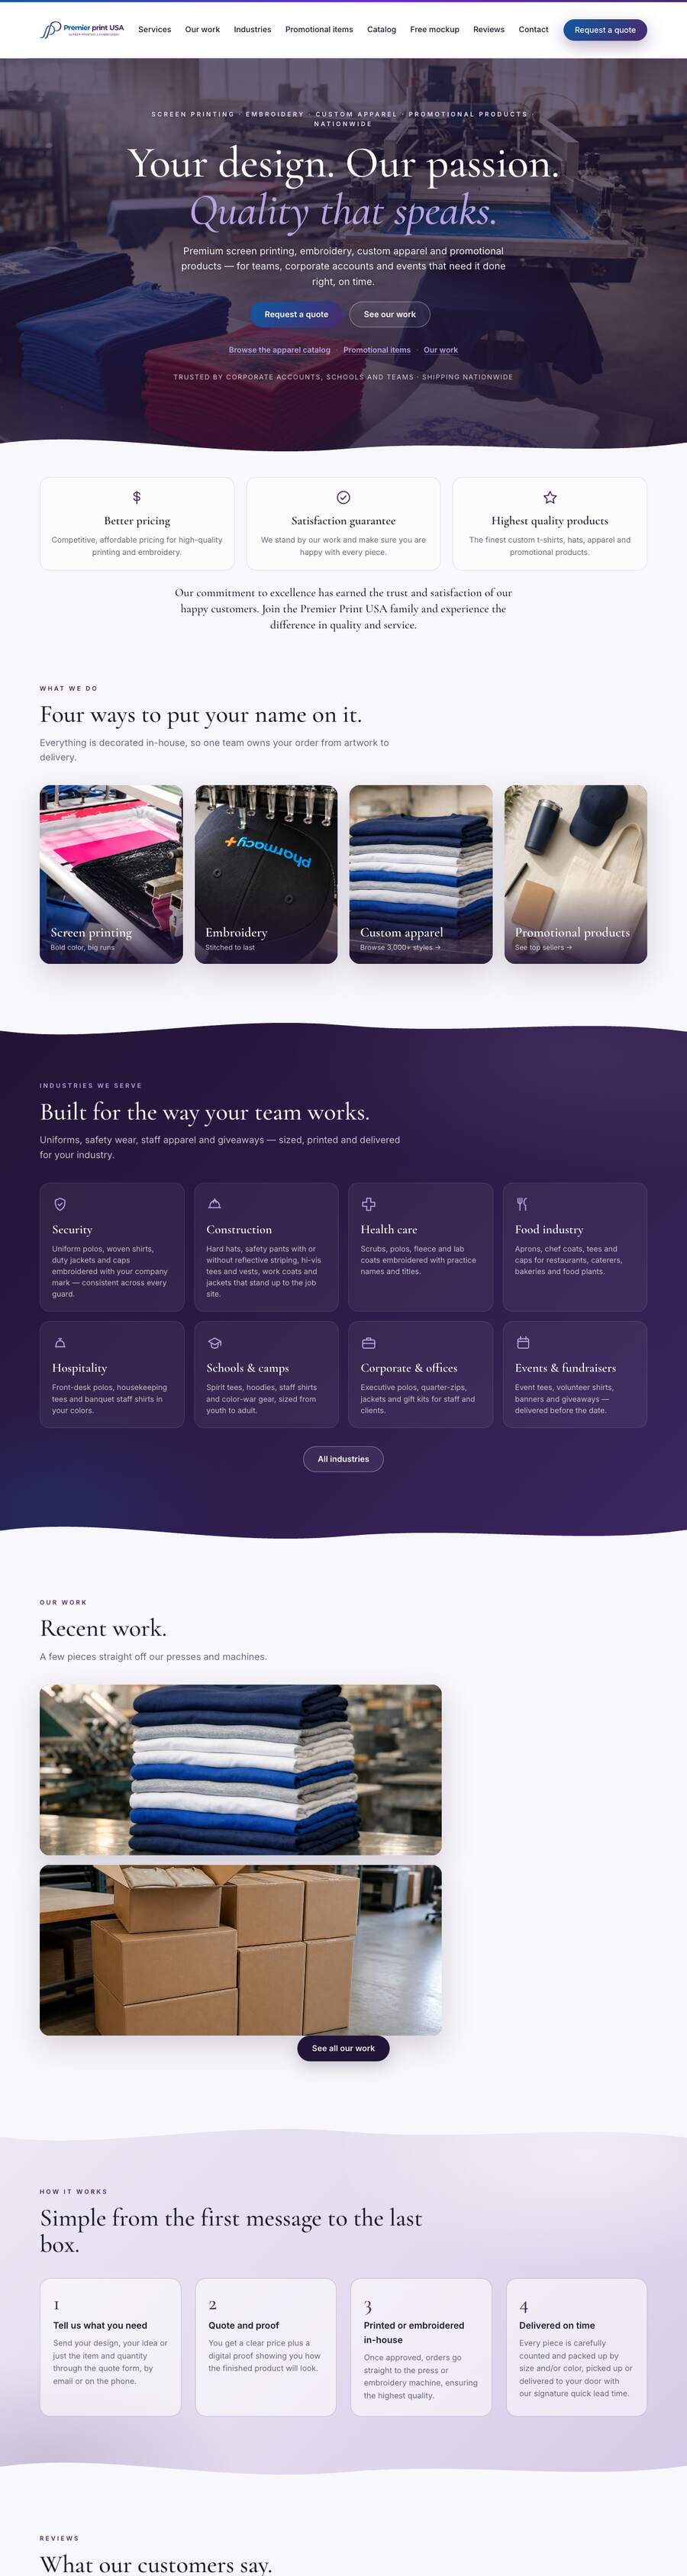 Premier print USA
SCREEN PRINTING & EMBROIDERY
Services Our work Industries Promotional items Catalog Free mockup Reviews Contact Request a quote
SCREEN PRINTING · EMBROIDERY · CUSTOM APPAREL · PROMOTIONAL PRODUCTS ·
NATIONWIDE
Your design. Our passion.
Quality that speaks.
Premium screen printing, embroidery, custom apparel and promotional
products — for teams, corporate accounts and events that need it done
right, on time.
Request a quote See our work
Browse the apparel catalog · Promotional items · Our work
TRUSTED BY CORPORATE ACCOUNTS, SCHOOLS AND TEAMS · SHIPPING NATIONWIDE
Better pricing
Competitive, affordable pricing for high-quality
printing and embroidery.
Satisfaction guarantee
We stand by our work and make sure you are
happy with every piece.
Highest quality products
The finest custom t-shirts, hats, apparel and
promotional products.
Our commitment to excellence has earned the trust and satisfaction of our
happy customers. Join the Premier Print USA family and experience the
difference in quality and service.
WHAT WE DO
Four ways to put your name on it.
Everything is decorated in-house, so one team owns your order from artwork to
delivery.
Screen printing
Bold color, big runs
pharmacy+
Embroidery
Stitched to last
Custom apparel
Browse 3,000+ styles →
Promotional products
See top sellers →
INDUSTRIES WE SERVE
Built for the way your team works.
Uniforms, safety wear, staff apparel and giveaways — sized, printed and delivered
for your industry.
Security
Uniform polos, woven shirts,
duty jackets and caps
embroidered with your company
mark — consistent across every
guard.
Construction
Hard hats, safety pants with or
without reflective striping, hi-vis
tees and vests, work coats and
jackets that stand up to the job
site.
Health care
Scrubs, polos, fleece and lab
coats embroidered with practice
names and titles.
Food industry
Aprons, chef coats, tees and
caps for restaurants, caterers,
bakeries and food plants.
Hospitality
Front-desk polos, housekeeping
tees and banquet staff shirts in
your colors.
Schools & camps
Spirit tees, hoodies, staff shirts
and color-war gear, sized from
youth to adult.
Corporate & offices
Executive polos, quarter-zips,
jackets and gift kits for staff and
clients.
Events & fundraisers
Event tees, volunteer shirts,
banners and giveaways —
delivered before the date.
All industries
OUR WORK
Recent work.
A few pieces straight off our presses and machines.
See all our work
HOW IT WORKS
Simple from the first message to the last
box.
1
Tell us what you need
Send your design, your idea or
just the item and quantity
through the quote form, by
email or on the phone.
2
Quote and proof
You get a clear price plus a
digital proof showing you how
the finished product will look.
3
Printed or embroidered
in-house
Once approved, orders go
straight to the press or
embroidery machine, ensuring
the highest quality.
4
Delivered on time
Every piece is carefully
counted and packed up by
size and/or color, picked up or
delivered to your door with
our signature quick lead time.
REVIEWS
What our customers say.